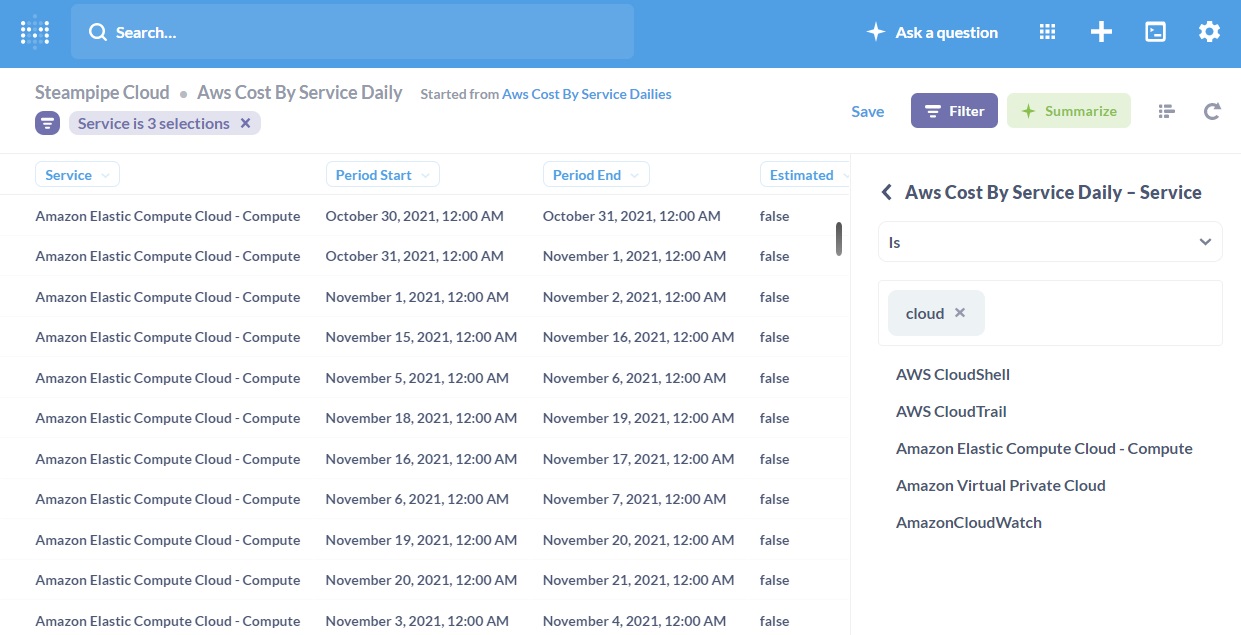 Search...
Ask a question
Steampipe Cloud • Aws Cost By Service Daily Started from Aws Cost By Service Dailies
Service is 3 selections ×
Save
Filter
Summarize
Service Period Start Period End Estimated
Amazon Elastic Compute Cloud - Compute October 30, 2021, 12:00 AM October 31, 2021, 12:00 AM false
Amazon Elastic Compute Cloud - Compute October 31, 2021, 12:00 AM November 1, 2021, 12:00 AM false
Amazon Elastic Compute Cloud - Compute November 1, 2021, 12:00 AM November 2, 2021, 12:00 AM false
Amazon Elastic Compute Cloud - Compute November 15, 2021, 12:00 AM November 16, 2021, 12:00 AM false
Amazon Elastic Compute Cloud - Compute November 5, 2021, 12:00 AM November 6, 2021, 12:00 AM false
Amazon Elastic Compute Cloud - Compute November 18, 2021, 12:00 AM November 19, 2021, 12:00 AM false
Amazon Elastic Compute Cloud - Compute November 16, 2021, 12:00 AM November 17, 2021, 12:00 AM false
Amazon Elastic Compute Cloud - Compute November 6, 2021, 12:00 AM November 7, 2021, 12:00 AM false
Amazon Elastic Compute Cloud - Compute November 19, 2021, 12:00 AM November 20, 2021, 12:00 AM false
Amazon Elastic Compute Cloud - Compute November 20, 2021, 12:00 AM November 21, 2021, 12:00 AM false
Amazon Elastic Compute Cloud - Compute November 3, 2021, 12:00 AM November 4, 2021, 12:00 AM false
Aws Cost By Service Daily – Service
Is
cloud ×
AWS CloudShell
AWS CloudTrail
Amazon Elastic Compute Cloud - Compute
Amazon Virtual Private Cloud
AmazonCloudWatch